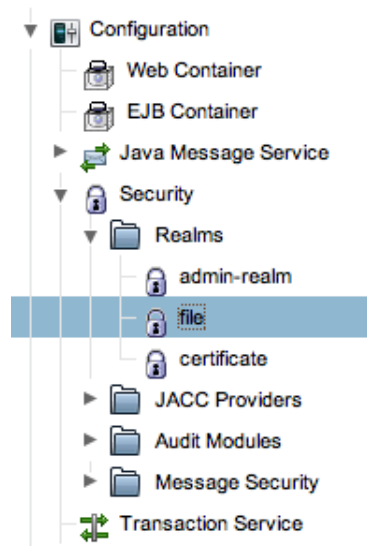 Configuration
Web Container
EJB Container
Java Message Service
Security
Realms
admin-realm
file
certificate
JACC Providers
Audit Modules
Message Security
Transaction Service